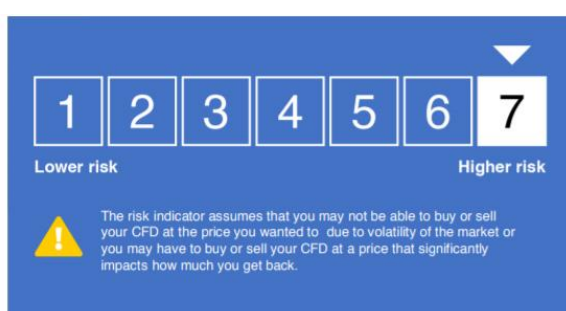 1 2 3 4 5 6 7
Lower risk Higher risk
The risk indicator assumes that you may not be able to buy or sell
your CFD at the price you wanted to due to volatility of the market or
you may have to buy or sell your CFD at a price that significantly
impacts how much you get back.